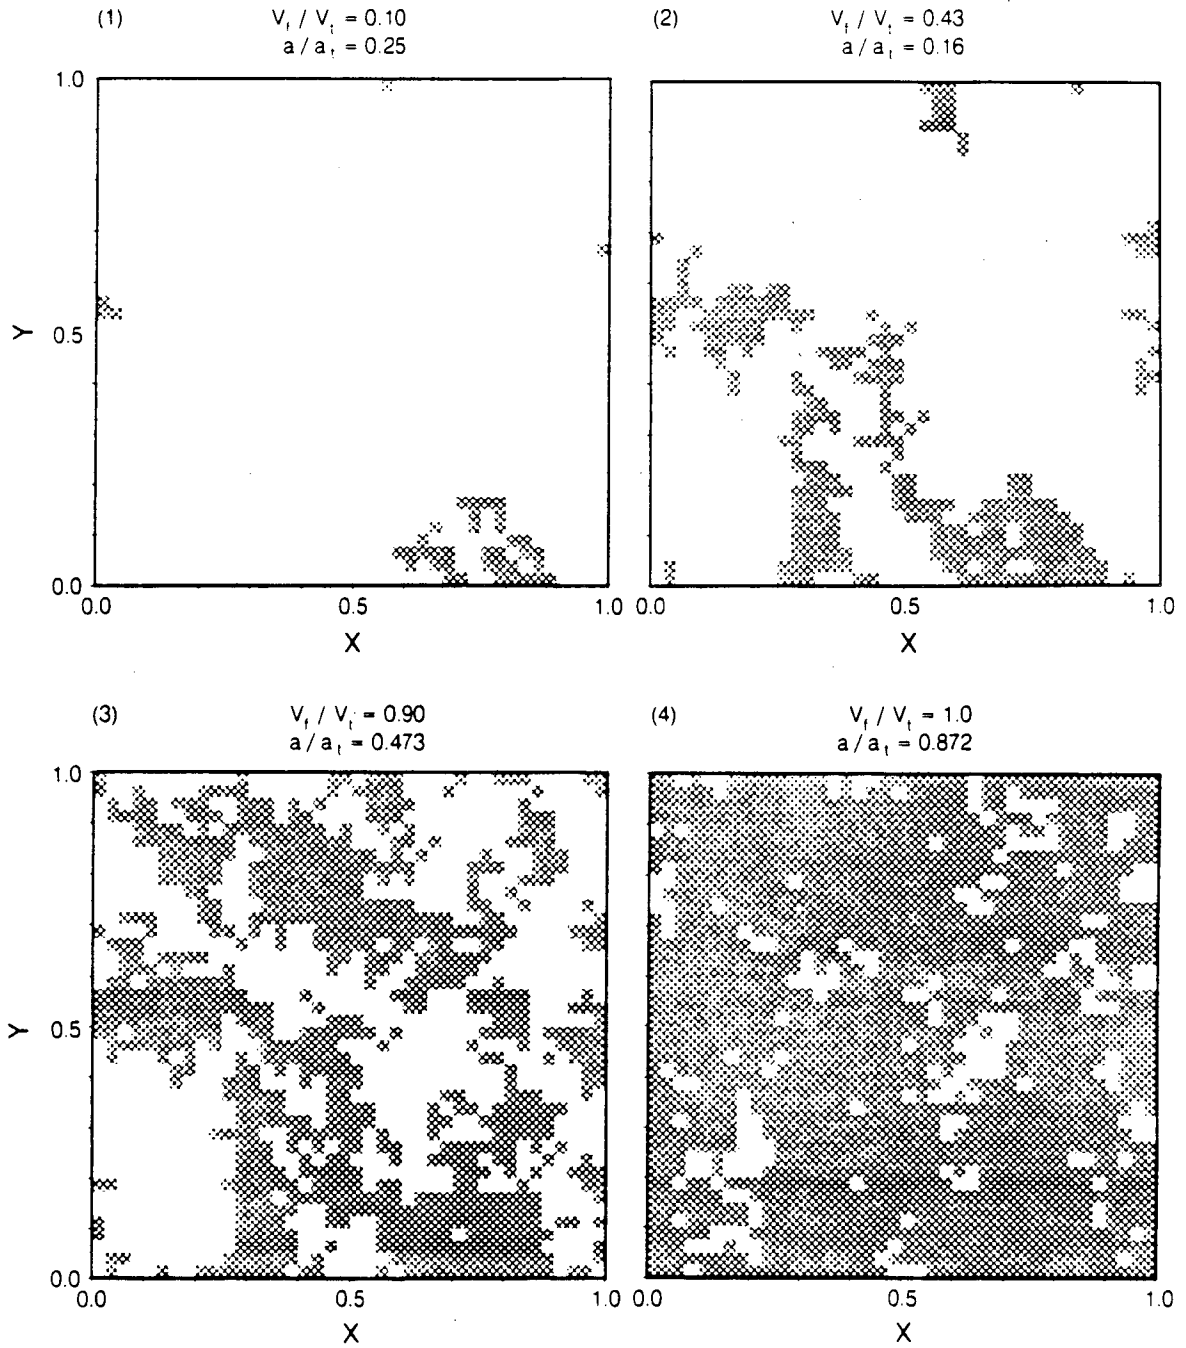 (1)
V_f / V_t = 0.10
a / a_t = 0.25
(2)
V_f / V_t = 0.43
a / a_t = 0.16
1.0
Y
0.5
0.0
0.0 0.5 1.0
X
0.0 0.5 1.0
X
(3)
V_f / V_t = 0.90
a / a_t = 0.473
(4)
V_f / V_t = 1.0
a / a_t = 0.872
1.0
Y
0.5
0.0
0.0 0.5 1.0
X
0.0 0.5 1.0
X